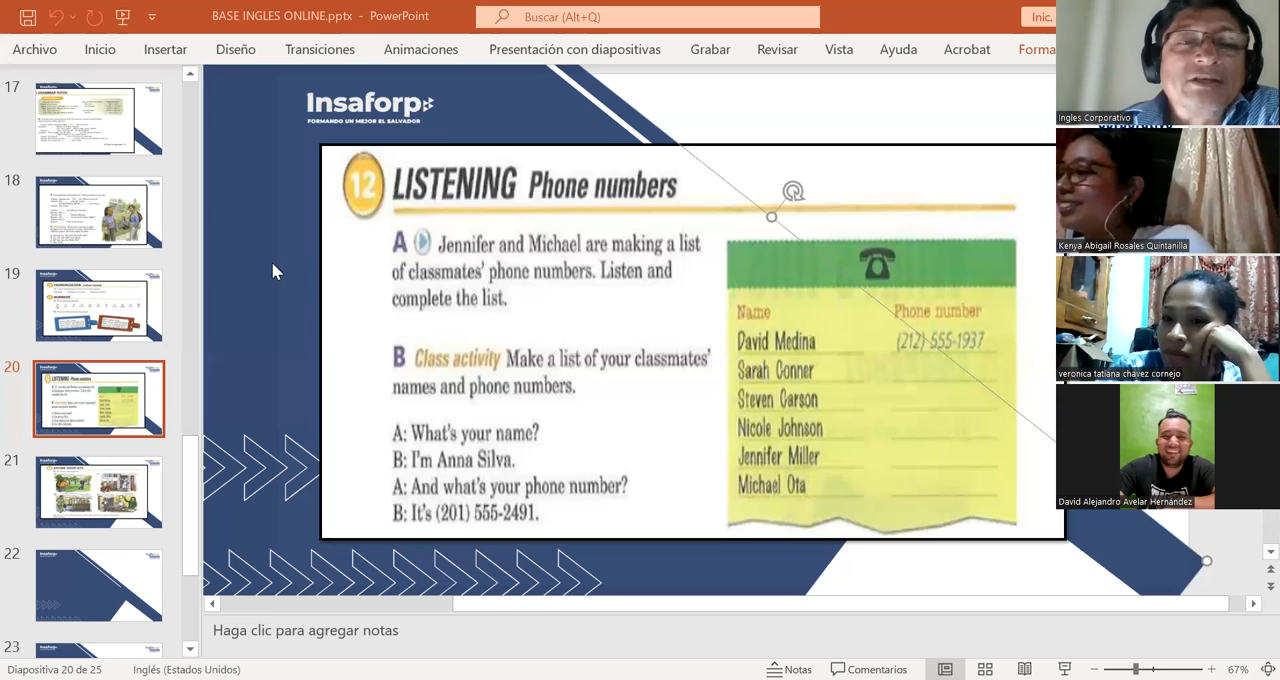 BASE INGLES ONLINE.pptx - PowerPoint
Buscar (Alt+Q)
Inic.
Archivo Inicio Insertar Diseño Transiciones Animaciones Presentación con diapositivas Grabar Revisar Vista Ayuda Acrobat Forma
17
18
19
20
21
22
23
Insaforp
FORMANDO UN MEJOR EL SALVADOR
12 LISTENING Phone numbers
A Jennifer and Michael are making a list
of classmates' phone numbers. Listen and
complete the list.
B Class activity Make a list of your classmates'
names and phone numbers.
A: What's your name?
B: I'm Anna Silva.
A: And what's your phone number?
B: It's (201) 555-2491.
Name Phone number
David Medina (212) 555-1937
Sarah Conner
Steven Carson
Nicole Johnson
Jennifer Miller
Michael Ota
Ingles Corporativo
Kenya Abigail Rosales Quintanilla
veronica tatiana chávez cornejo
David Alejandro Avelar Hernández
Haga clic para agregar notas
Diapositiva 20 de 25 Inglés (Estados Unidos) Notas Comentarios 67%